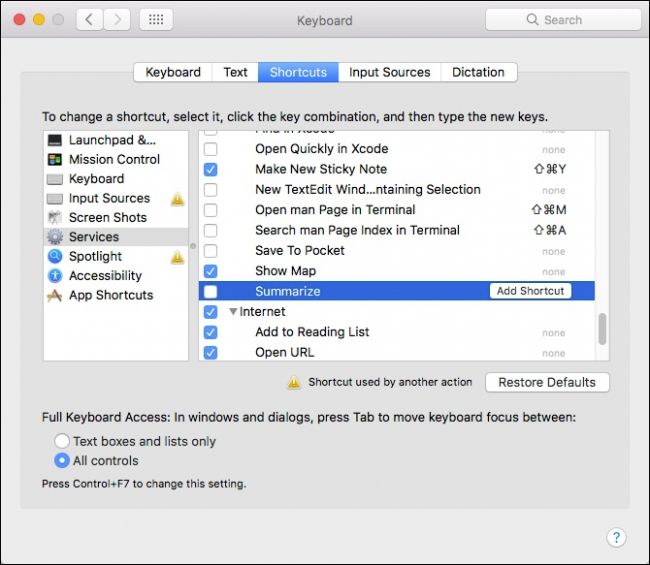 Keyboard
Search
Keyboard Text Shortcuts Input Sources Dictation
To change a shortcut, select it, click the key combination, and then type the new keys.
Launchpad &...
Mission Control
Keyboard
Input Sources
Screen Shots
Services
Spotlight
Accessibility
App Shortcuts
Find in Xcode none
Open Quickly in Xcode none
Make New Sticky Note ⇧⌘Y
New TextEdit Wind...ntaining Selection none
Open man Page in Terminal ⇧⌘M
Search man Page Index in Terminal ⇧⌘A
Save To Pocket none
Show Map none
Summarize Add Shortcut
Internet
Add to Reading List none
Open URL none
Shortcut used by another action Restore Defaults
Full Keyboard Access: In windows and dialogs, press Tab to move keyboard focus between:
Text boxes and lists only
All controls
Press Control+F7 to change this setting.
?